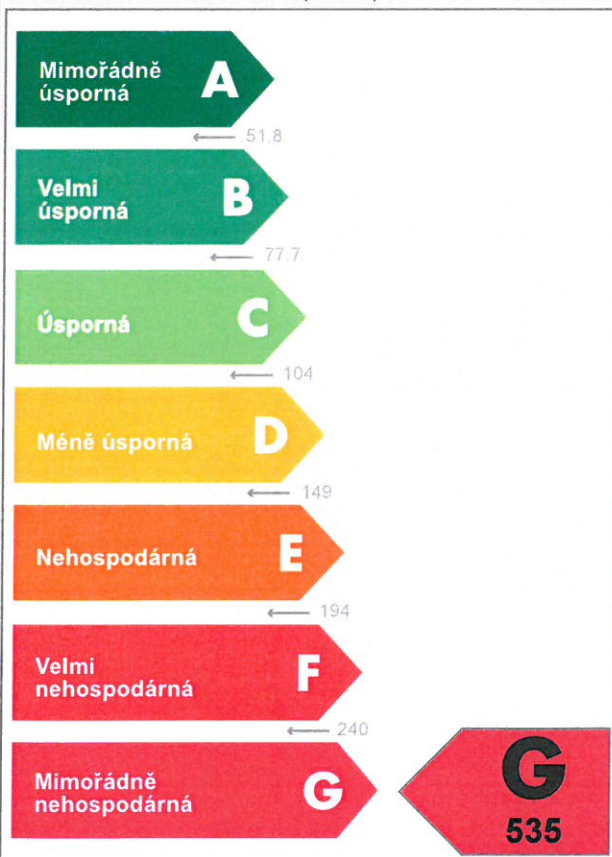 Mimořádně
úsporná
A
← 51.8
Velmi
úsporná
B
← 77.7
Úsporná
C
← 104
Méně úsporná
D
← 149
Nehospodárná
E
← 194
Velmi
nehospodárná
F
← 240
Mimořádně
nehospodárná
G
G
535